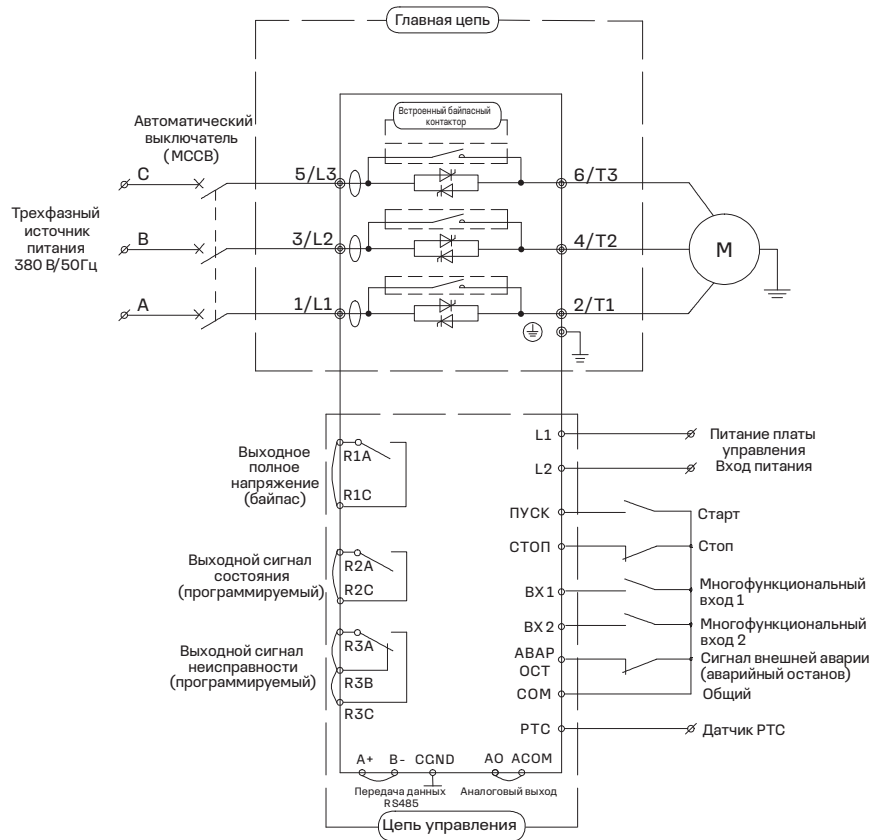 Главная цепь
Встроенный байпасный
контактор
Автоматический
выключатель
(МССВ)
C
5/L3
6/T3
Трехфазный
источник
питания
380 В/50Гц
B
3/L2
4/T2
M
A
1/L1
2/T1
Выходное
полное
напряжение
(байпас)
R1A
R1C
L1
Питание платы
управления
L2
Вход питания
ПУСК
Старт
СТОП
Стоп
Выходной сигнал
состояния
(программируемый)
R2A
R2C
ВХ1
Многофункциональный
вход 1
ВХ2
Многофункциональный
вход 2
Выходной сигнал
неисправности
(программируемый)
R3A
R3B
R3C
АВАР
ОСТ
Сигнал внешней аварии
(аварийный останов)
COM
Общий
PTC
Датчик PTC
A+
B-
CGND
AO
ACOM
Передача данных
RS485
Аналоговый выход
Цепь управления